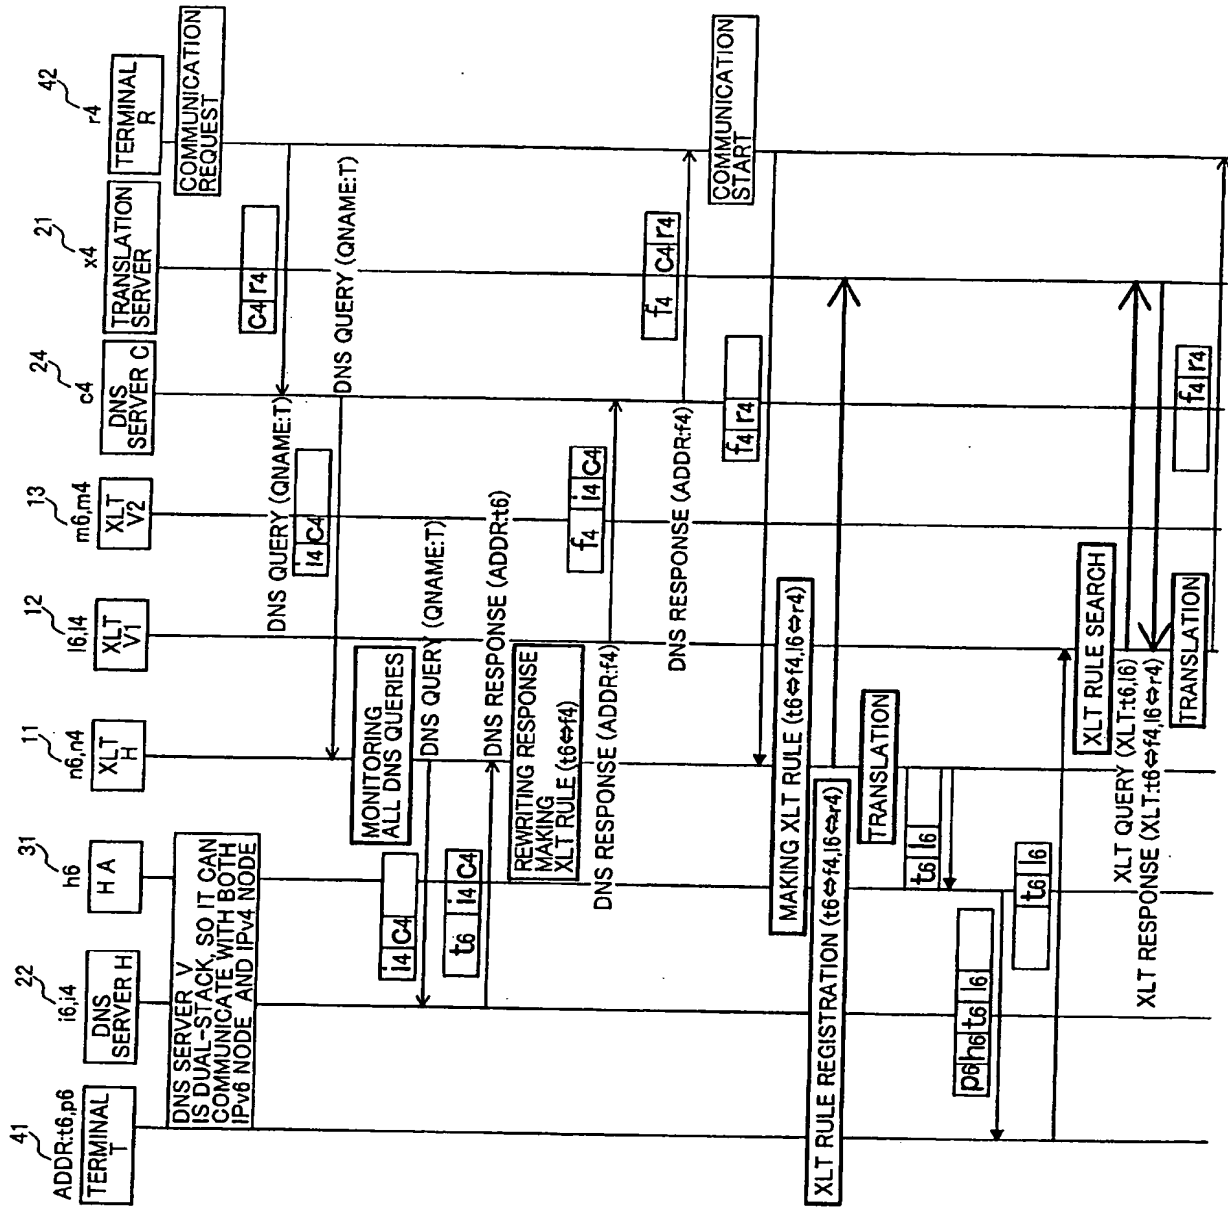 41
ADDR:t6,p6
TERMINAL
T
22
i6,i4
DNS
SERVER H
31
h6
H A
11
n6,n4
XLT
H
12
l6,l4
XLT
V1
13
m6,m4
XLT
V2
24
c4
DNS
SERVER C
21
x4
TRANSLATION
SERVER
42
r4
TERMINAL
R
DNS SERVER V
IS DUAL-STACK, SO IT CAN
COMMUNICATE WITH BOTH
IPv6 NODE AND IPv4 NODE
COMMUNICATION
REQUEST
C4 r4
DNS QUERY (QNAME:T)
DNS QUERY (QNAME:T)
i4 C4
MONITORING
ALL DNS QUERIES
i4 C4
DNS QUERY (QNAME:T)
t6 i4 C4
DNS RESPONSE (ADDR:t6)
REWRITING RESPONSE
MAKING
XLT RULE (t6⇔f4)
f4 i4 C4
DNS RESPONSE (ADDR:f4)
f4 C4 r4
DNS RESPONSE (ADDR:f4)
COMMUNICATION
START
f4 r4
MAKING XLT RULE (t6⇔f4,l6⇔r4)
XLT RULE REGISTRATION (t6⇔f4,l6⇔r4)
TRANSLATION
t6 l6
p6 h6 t6 l6
t6 l6
XLT RULE SEARCH
XLT QUERY (XLT:t6,l6)
XLT RESPONSE (XLT:t6⇔f4,l6⇔r4)
TRANSLATION
f4 r4